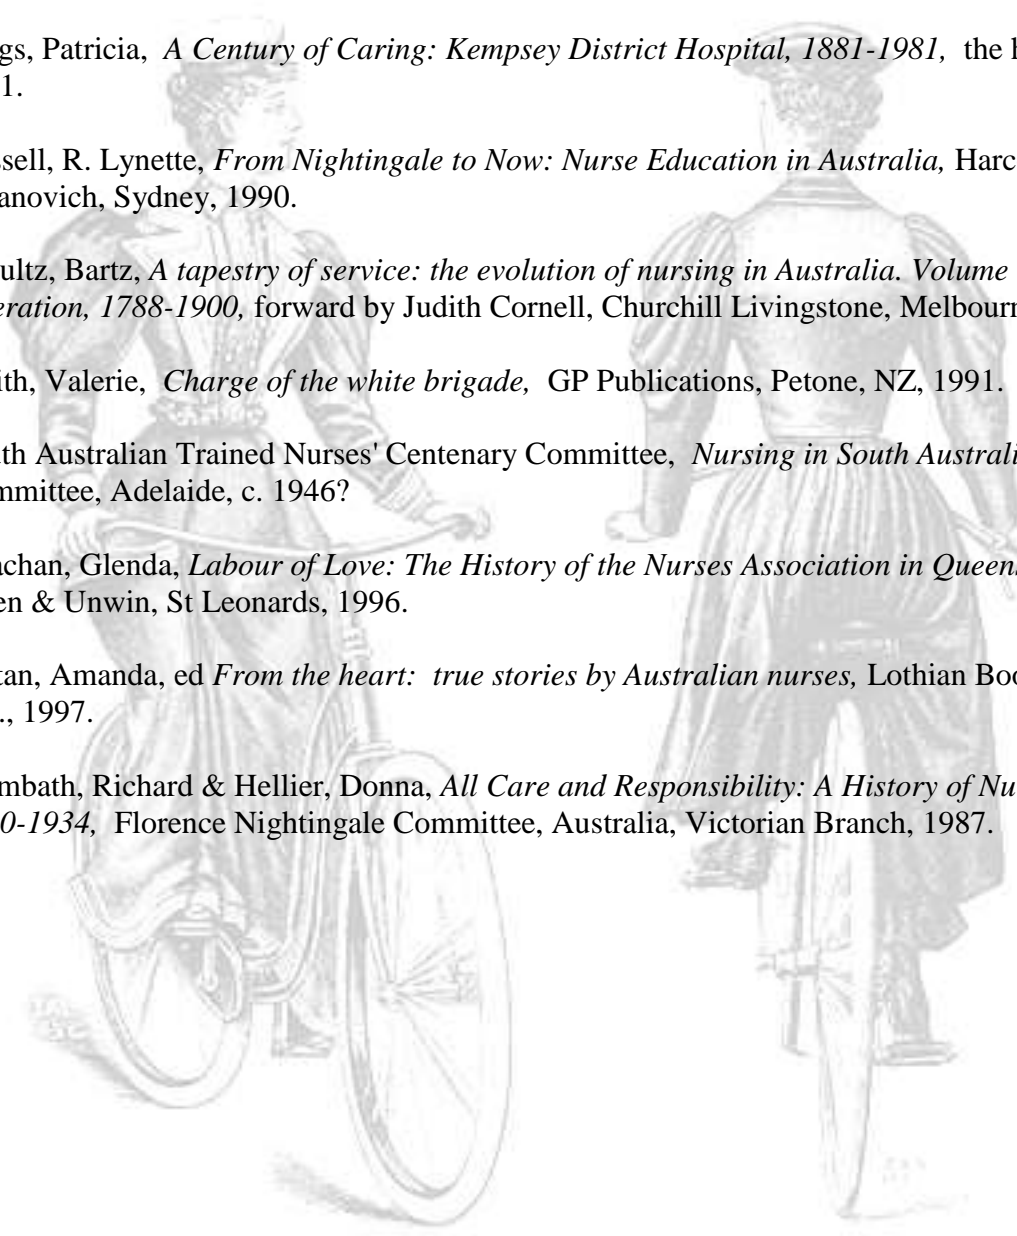 gs, Patricia, A Century of Caring: Kempsey District Hospital, 1881-1981, the h
1.
sell, R. Lynette, From Nightingale to Now: Nurse Education in Australia, Harc
anovich, Sydney, 1990.
ultz, Bartz, A tapestry of service: the evolution of nursing in Australia. Volume
eration, 1788-1900, forward by Judith Cornell, Churchill Livingstone, Melbourn
ith, Valerie, Charge of the white brigade, GP Publications, Petone, NZ, 1991.
uth Australian Trained Nurses' Centenary Committee, Nursing in South Australi
mmittee, Adelaide, c. 1946?
achan, Glenda, Labour of Love: The History of the Nurses Association in Queens
en & Unwin, St Leonards, 1996.
tan, Amanda, ed From the heart: true stories by Australian nurses, Lothian Boo
., 1997.
mbath, Richard & Hellier, Donna, All Care and Responsibility: A History of Nu
0-1934, Florence Nightingale Committee, Australia, Victorian Branch, 1987.